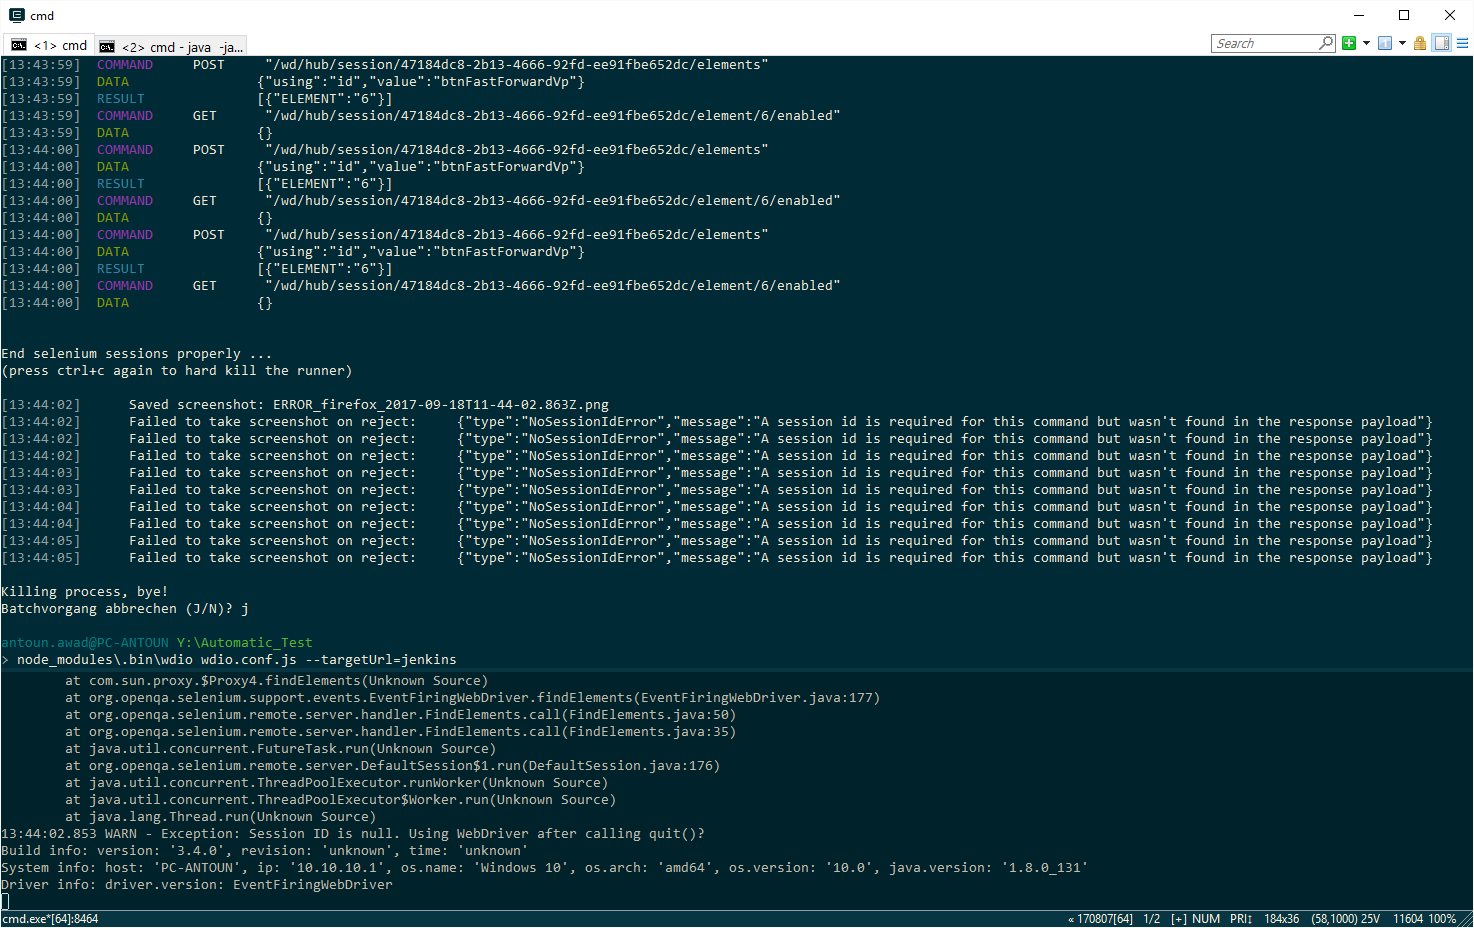 cmd
<1> cmd
<2> cmd - java -ja...
Search
[13:43:59] COMMAND POST "/wd/hub/session/47184dc8-2b13-4666-92fd-ee91fbe652dc/elements"
[13:43:59] DATA {"using":"id","value":"btnFastForwardVp"}
[13:43:59] RESULT [{"ELEMENT":"6"}]
[13:43:59] COMMAND GET "/wd/hub/session/47184dc8-2b13-4666-92fd-ee91fbe652dc/element/6/enabled"
[13:43:59] DATA {}
[13:44:00] COMMAND POST "/wd/hub/session/47184dc8-2b13-4666-92fd-ee91fbe652dc/elements"
[13:44:00] DATA {"using":"id","value":"btnFastForwardVp"}
[13:44:00] RESULT [{"ELEMENT":"6"}]
[13:44:00] COMMAND GET "/wd/hub/session/47184dc8-2b13-4666-92fd-ee91fbe652dc/element/6/enabled"
[13:44:00] DATA {}
[13:44:00] COMMAND POST "/wd/hub/session/47184dc8-2b13-4666-92fd-ee91fbe652dc/elements"
[13:44:00] DATA {"using":"id","value":"btnFastForwardVp"}
[13:44:00] RESULT [{"ELEMENT":"6"}]
[13:44:00] COMMAND GET "/wd/hub/session/47184dc8-2b13-4666-92fd-ee91fbe652dc/element/6/enabled"
[13:44:00] DATA {}
End selenium sessions properly ...
(press ctrl+c again to hard kill the runner)
[13:44:02] Saved screenshot: ERROR_firefox_2017-09-18T11-44-02.863Z.png
[13:44:02] Failed to take screenshot on reject: {"type":"NoSessionIdError","message":"A session id is required for this command but wasn't found in the response payload"}
[13:44:02] Failed to take screenshot on reject: {"type":"NoSessionIdError","message":"A session id is required for this command but wasn't found in the response payload"}
[13:44:02] Failed to take screenshot on reject: {"type":"NoSessionIdError","message":"A session id is required for this command but wasn't found in the response payload"}
[13:44:03] Failed to take screenshot on reject: {"type":"NoSessionIdError","message":"A session id is required for this command but wasn't found in the response payload"}
[13:44:03] Failed to take screenshot on reject: {"type":"NoSessionIdError","message":"A session id is required for this command but wasn't found in the response payload"}
[13:44:04] Failed to take screenshot on reject: {"type":"NoSessionIdError","message":"A session id is required for this command but wasn't found in the response payload"}
[13:44:04] Failed to take screenshot on reject: {"type":"NoSessionIdError","message":"A session id is required for this command but wasn't found in the response payload"}
[13:44:05] Failed to take screenshot on reject: {"type":"NoSessionIdError","message":"A session id is required for this command but wasn't found in the response payload"}
[13:44:05] Failed to take screenshot on reject: {"type":"NoSessionIdError","message":"A session id is required for this command but wasn't found in the response payload"}
Killing process, bye!
Batchvorgang abbrechen (J/N)? j
antoun.awad@PC-ANTOUN Y:\Automatic_Test
> node_modules\.bin\wdio wdio.conf.js --targetUrl=jenkins
at com.sun.proxy.$Proxy4.findElements(Unknown Source)
at org.openqa.selenium.support.events.EventFiringWebDriver.findElements(EventFiringWebDriver.java:177)
at org.openqa.selenium.remote.server.handler.FindElements.call(FindElements.java:50)
at org.openqa.selenium.remote.server.handler.FindElements.call(FindElements.java:35)
at java.util.concurrent.FutureTask.run(Unknown Source)
at org.openqa.selenium.remote.server.DefaultSession$1.run(DefaultSession.java:176)
at java.util.concurrent.ThreadPoolExecutor.runWorker(Unknown Source)
at java.util.concurrent.ThreadPoolExecutor$Worker.run(Unknown Source)
at java.lang.Thread.run(Unknown Source)
13:44:02.853 WARN - Exception: Session ID is null. Using WebDriver after calling quit()?
Build info: version: '3.4.0', revision: 'unknown', time: 'unknown'
System info: host: 'PC-ANTOUN', ip: '10.10.10.1', os.name: 'Windows 10', os.arch: 'amd64', os.version: '10.0', java.version: '1.8.0_131'
Driver info: driver.version: EventFiringWebDriver
cmd.exe*[64]:8464 « 170807[64] 1/2 [+] NUM PRI↕ 184x36 (58,1000) 25V 11604 100%